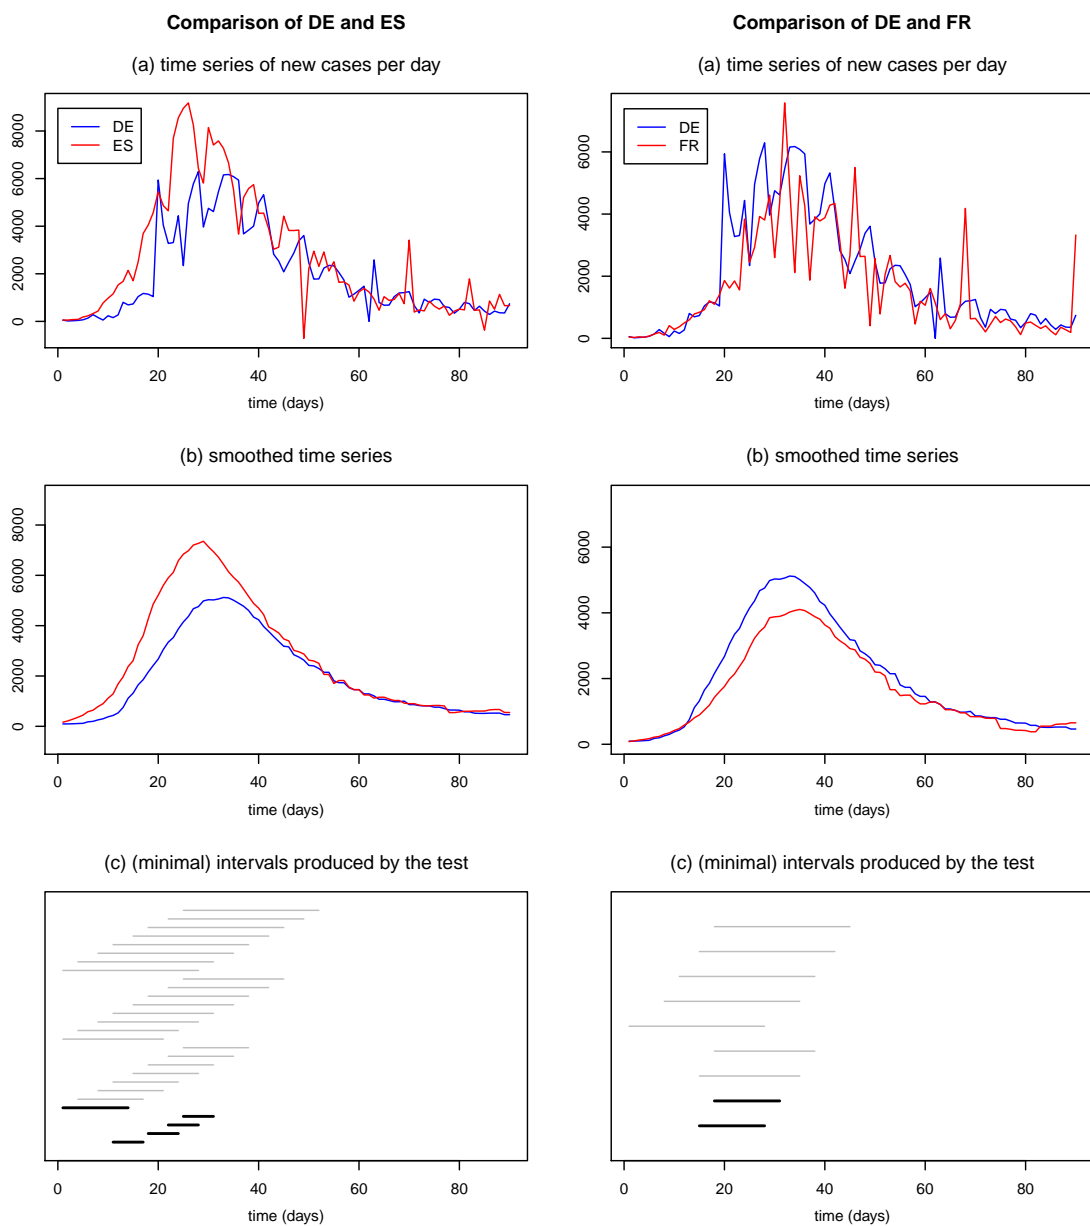 Comparison of DE and ES
(a) time series of new cases per day
DE
ES
0 2000 4000 6000 8000
0 20 40 60 80
time (days)
(b) smoothed time series
0 2000 4000 6000 8000
0 20 40 60 80
time (days)
(c) (minimal) intervals produced by the test
0 20 40 60 80
time (days)
Comparison of DE and FR
(a) time series of new cases per day
DE
FR
0 2000 4000 6000
0 20 40 60 80
time (days)
(b) smoothed time series
0 2000 4000 6000
0 20 40 60 80
time (days)
(c) (minimal) intervals produced by the test
0 20 40 60 80
time (days)